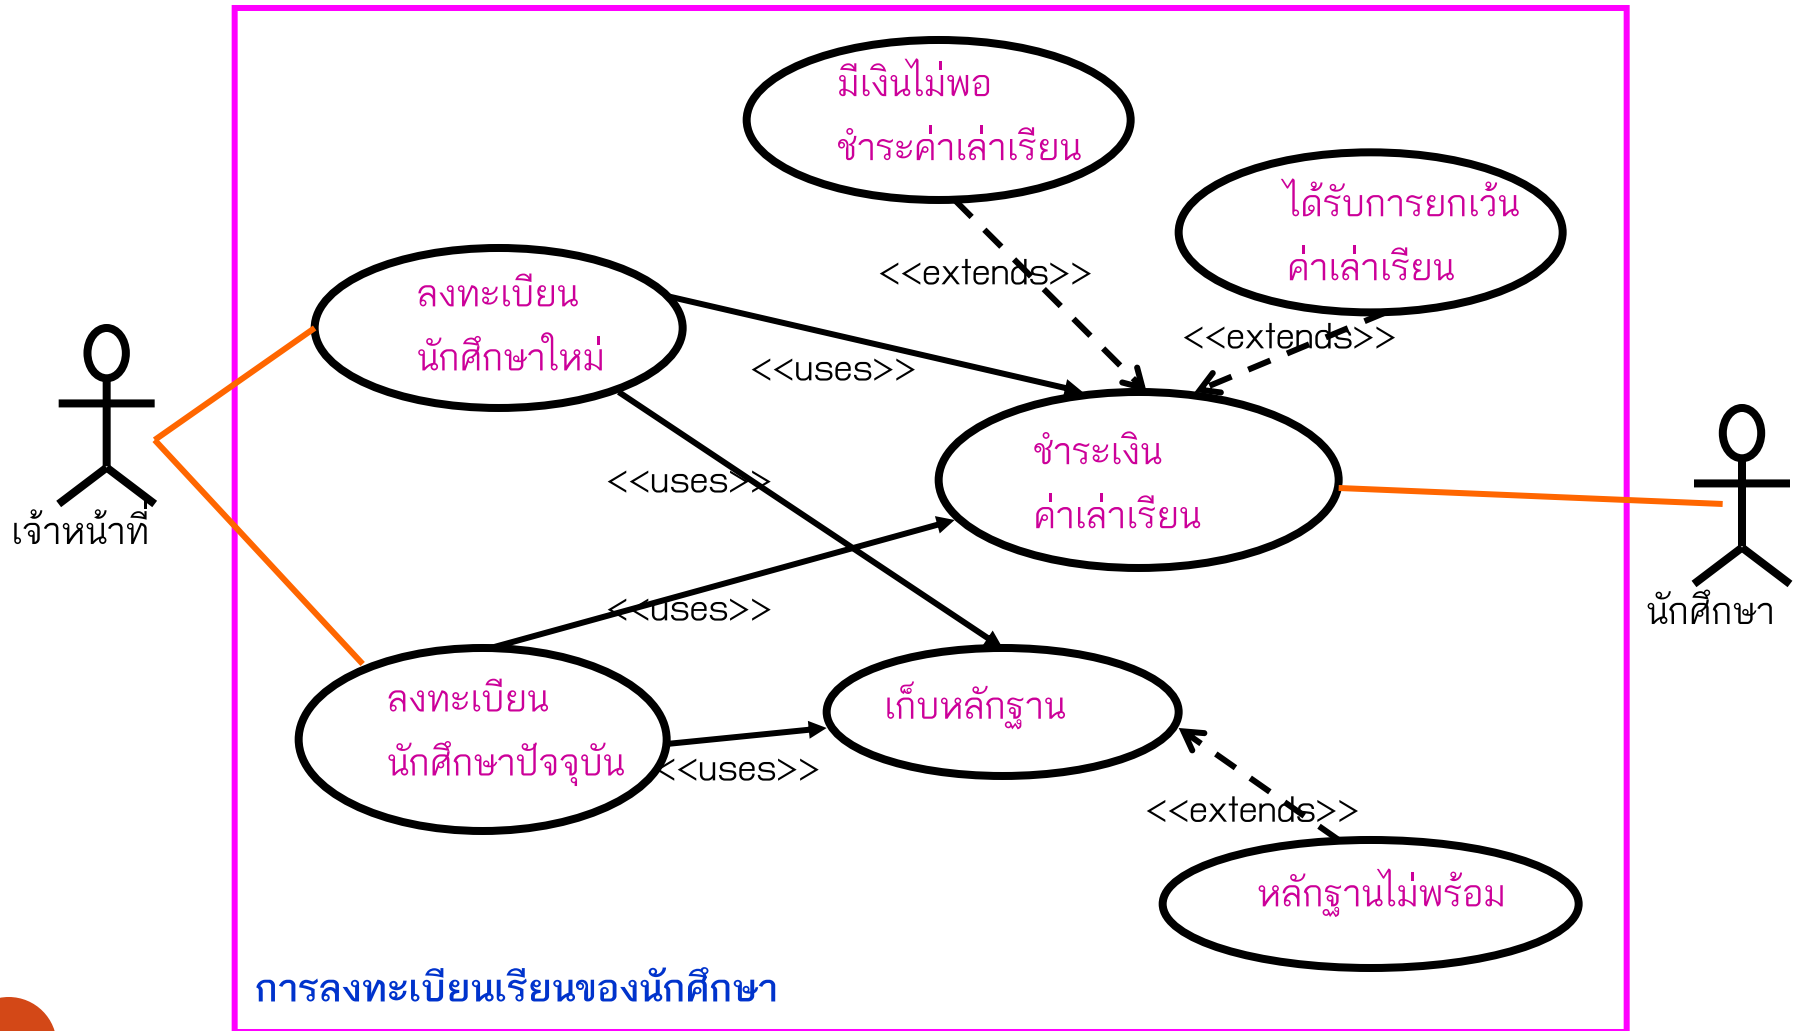 มีเงินไม่พอ
ชำระค่าเล่าเรียน
ได้รับการยกเว้น
ค่าเล่าเรียน
<<extends>>
<<extends>>
ลงทะเบียน
นักศึกษาใหม่
<<uses>>
ชำระเงิน
ค่าเล่าเรียน
<<uses>>
เจ้าหน้าที่
นักศึกษา
<<uses>>
ลงทะเบียน
นักศึกษาปัจจุบัน
เก็บหลักฐาน
<<uses>>
<<extends>>
หลักฐานไม่พร้อม
การลงทะเบียนเรียนของนักศึกษา